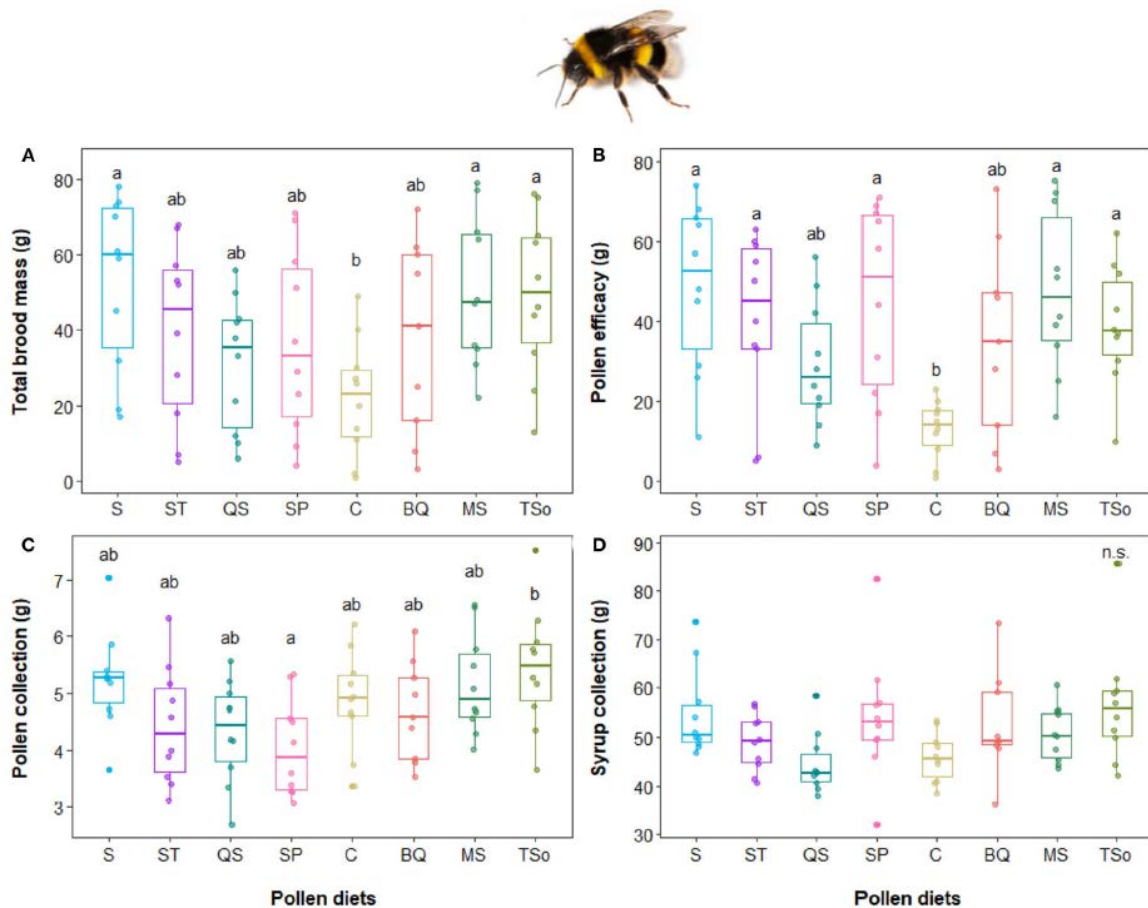 A
Total brood mass (g)
80
60
40
20
0
a
ab
ab
ab
b
ab
a
a
S ST QS SP C BQ MS TSo
B
Pollen efficacy (g)
80
60
40
20
0
a
a
ab
a
b
ab
a
a
S ST QS SP C BQ MS TSo
C
Pollen collection (g)
7
6
5
4
3
ab
ab
ab
a
ab
ab
ab
b
S ST QS SP C BQ MS TSo
Pollen diets
D
Syrup collection (g)
90
80
70
60
50
40
30
n.s.
S ST QS SP C BQ MS TSo
Pollen diets